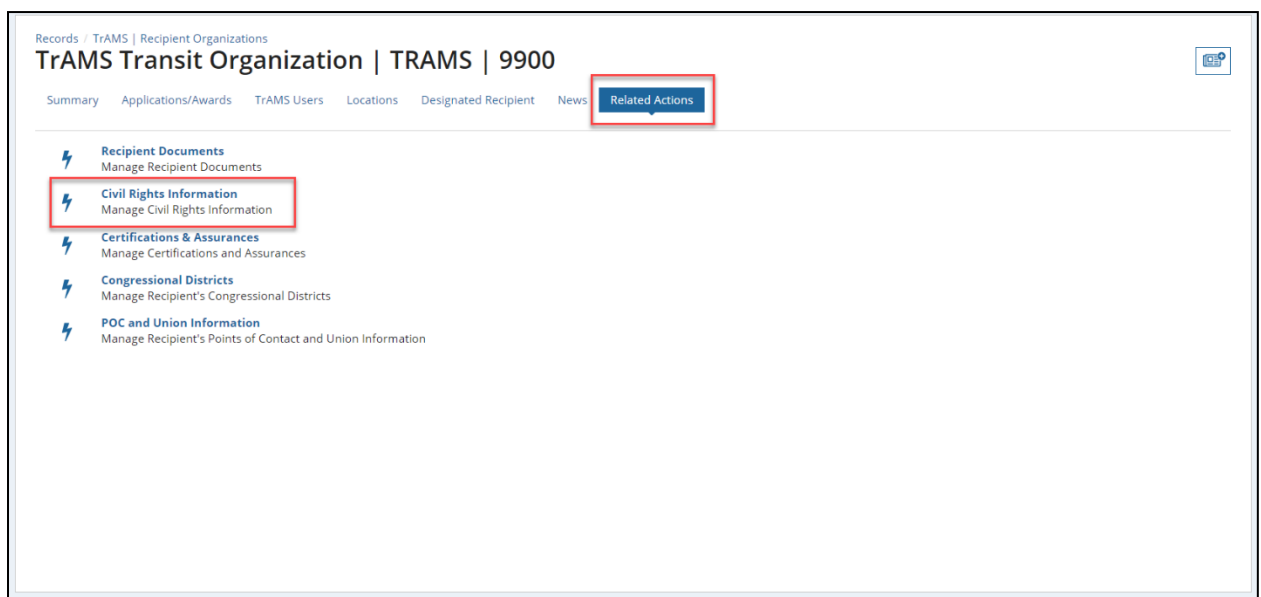 Records / TrAMS | Recipient Organizations
TrAMS Transit Organization | TRAMS | 9900
Summary Applications/Awards TrAMS Users Locations Designated Recipient News Related Actions
Recipient Documents
Manage Recipient Documents
Civil Rights Information
Manage Civil Rights Information
Certifications & Assurances
Manage Certifications and Assurances
Congressional Districts
Manage Recipient's Congressional Districts
POC and Union Information
Manage Recipient's Points of Contact and Union Information